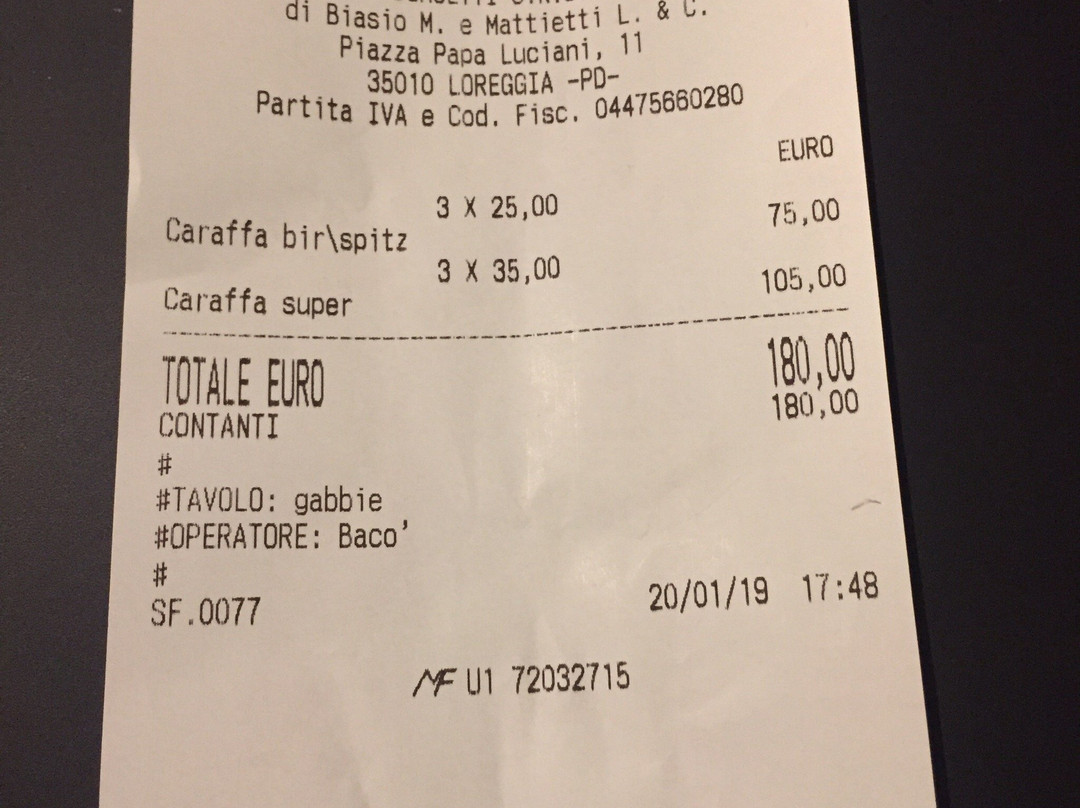 di Biasio M. e Mattietti L. & C.
Piazza Papa Luciani, 11
35010 LOREGGIA -PD-
Partita IVA e Cod. Fisc. 04475660280
EURO
3 X 25,00
Caraffa bir\spitz 75,00
3 X 35,00
Caraffa super 105,00
TOTALE EURO 180,00
CONTANTI 180,00
#
#TAVOLO: gabbie
#OPERATORE: Baco'
#
SF.0077 20/01/19 17:48
MF U1 72032715